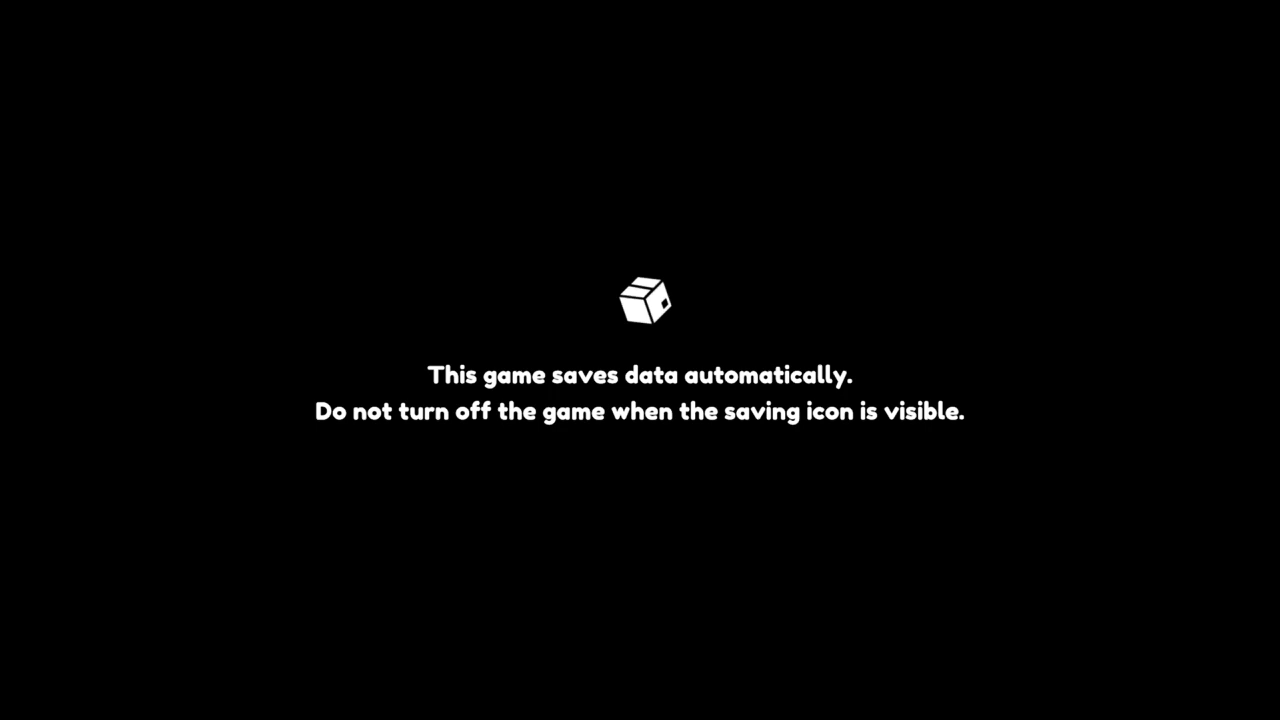 This game saves data automatically.
Do not turn off the game when the saving icon is visible.